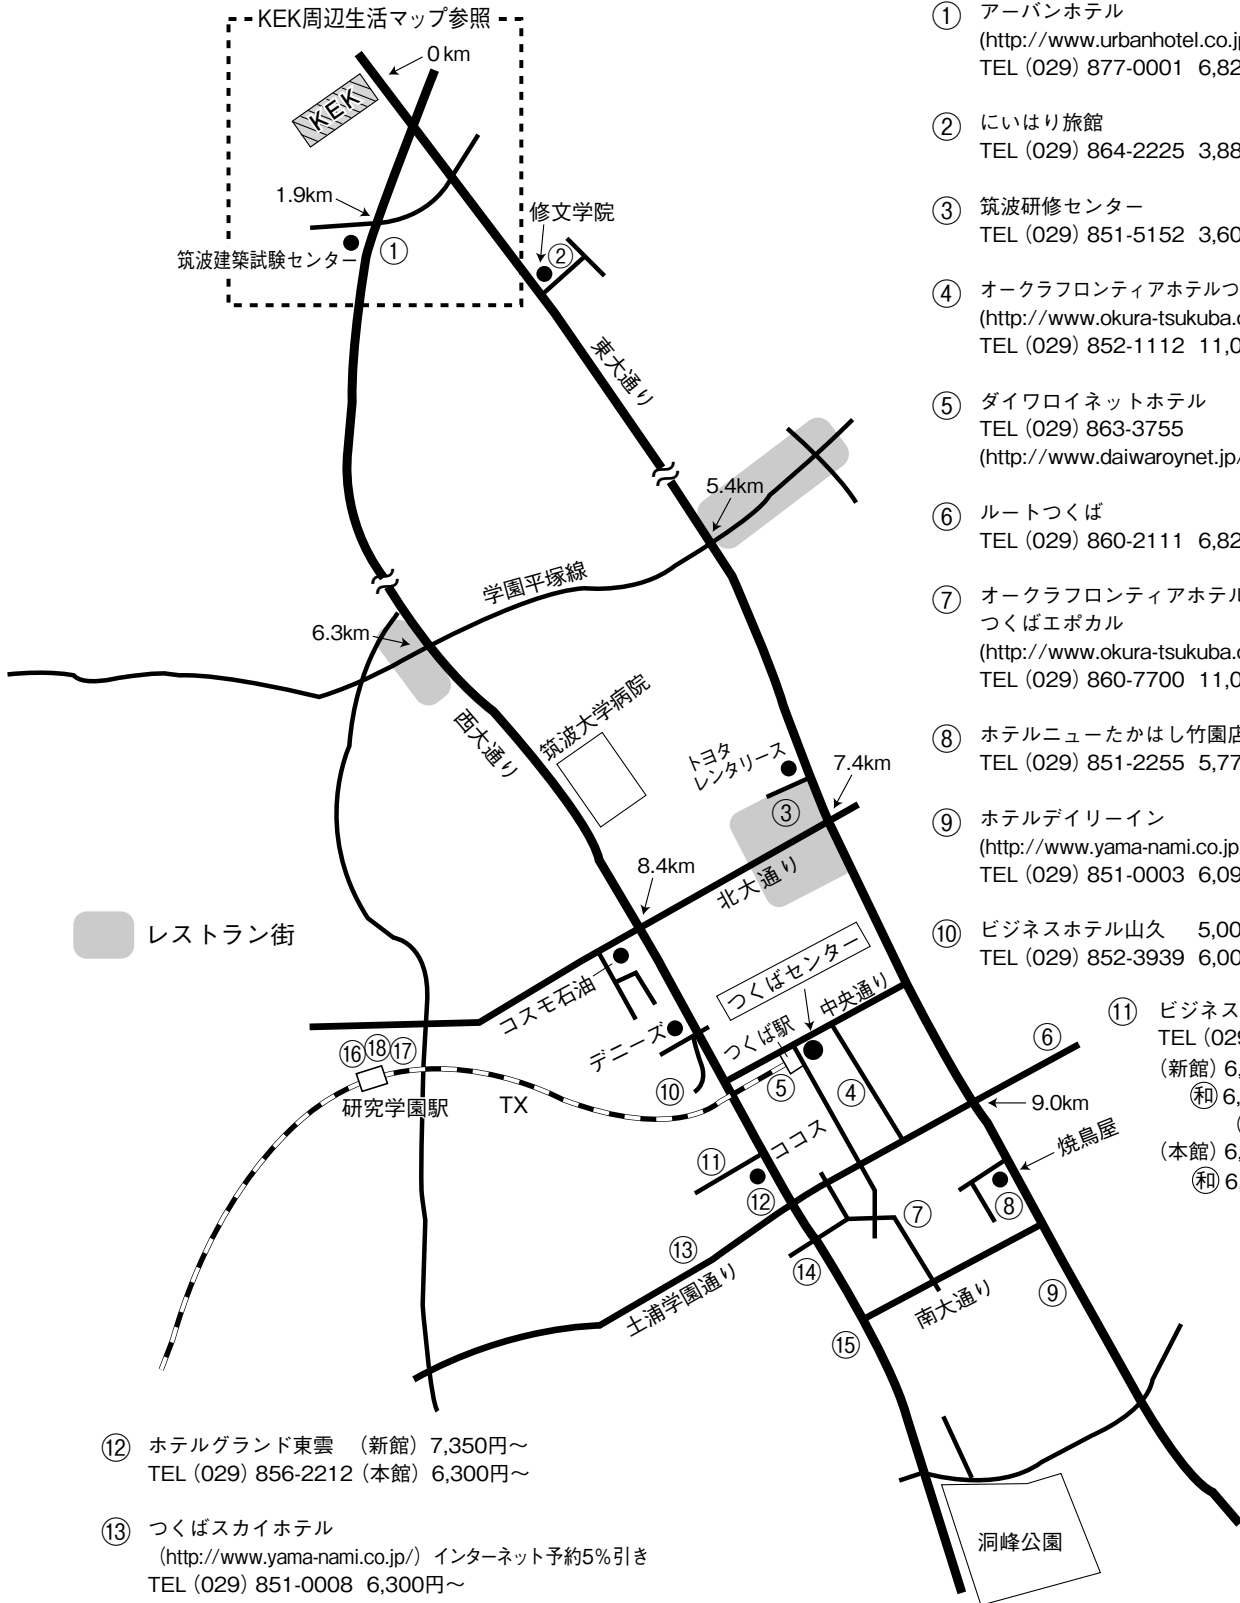 KEK周辺生活マップ参照
0km
KEK
1.9km
筑波建築試験センター
①
修文学院
②
東大通り
5.4km
学園平塚線
6.3km
西大通り
筑波大学病院
トヨタ
レンタリース
7.4km
③
8.4km
北大通り
レストラン街
つくばセンター
コスモ石油
中央通り
つくば駅
デニーズ
⑥
⑯⑱⑰
⑩
⑤
④
研究学園駅
TX
9.0km
ココス
焼鳥屋
⑪
⑫
⑧
⑦
⑬
⑭
土浦学園通り
南大通り
⑨
⑮
洞峰公園
① アーバンホテル
(http://www.urbanhotel.co.jp
TEL (029) 877-0001 6,82
② にいはり旅館
TEL (029) 864-2225 3,88
③ 筑波研修センター
TEL (029) 851-5152 3,60
④ オークラフロンティアホテルつ
(http://www.okura-tsukuba.c
TEL (029) 852-1112 11,0
⑤ ダイワロイネットホテル
TEL (029) 863-3755
(http://www.daiwaroynet.jp/
⑥ ルートつくば
TEL (029) 860-2111 6,82
⑦ オークラフロンティアホテル
つくばエポカル
(http://www.okura-tsukuba.c
TEL (029) 860-7700 11,0
⑧ ホテルニューたかはし竹園店
TEL (029) 851-2255 5,77
⑨ ホテルデイリーイン
(http://www.yama-nami.co.jp
TEL (029) 851-0003 6,09
⑩ ビジネスホテル山久 5,00
TEL (029) 852-3939 6,00
⑪ ビジネス
TEL (029
(新館) 6,
㊨和 6,
(
(本館) 6,
和 6,
⑫ ホテルグランド東雲 (新館) 7,350円〜
TEL (029) 856-2212 (本館) 6,300円〜
⑬ つくばスカイホテル
(http://www.yama-nami.co.jp/) インターネット予約5%引き
TEL (029) 851-0008 6,300円〜